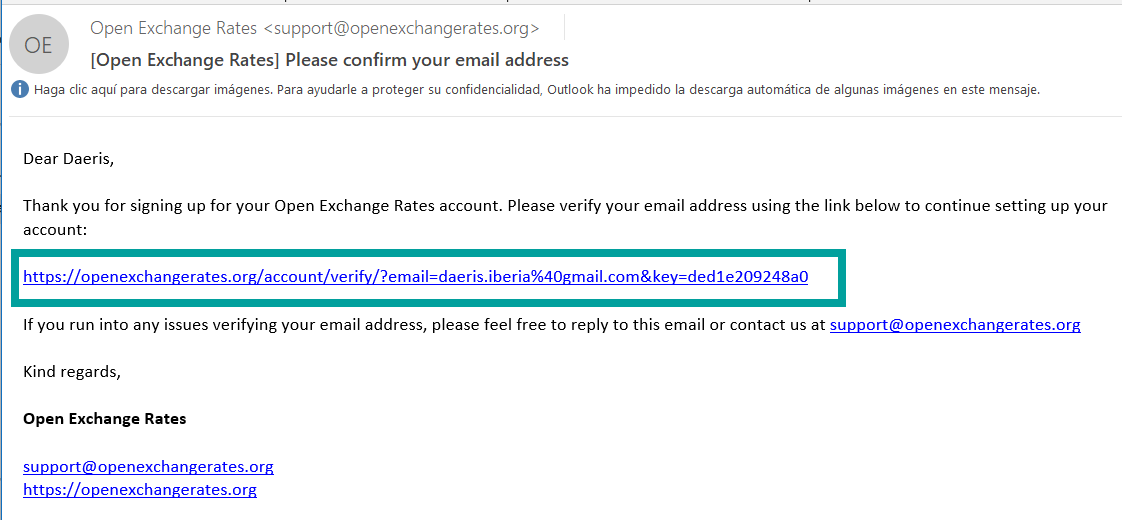 OE
Open Exchange Rates <support@openexchangerates.org>
[Open Exchange Rates] Please confirm your email address
i Haga clic aquí para descargar imágenes. Para ayudarle a proteger su confidencialidad, Outlook ha impedido la descarga automática de algunas imágenes en este mensaje.
Dear Daeris,
Thank you for signing up for your Open Exchange Rates account. Please verify your email address using the link below to continue setting up your
account:
https://openexchangerates.org/account/verify/?email=daeris.iberia%40gmail.com&key=ded1e209248a0
If you run into any issues verifying your email address, please feel free to reply to this email or contact us at support@openexchangerates.org
Kind regards,
Open Exchange Rates
support@openexchangerates.org
https://openexchangerates.org